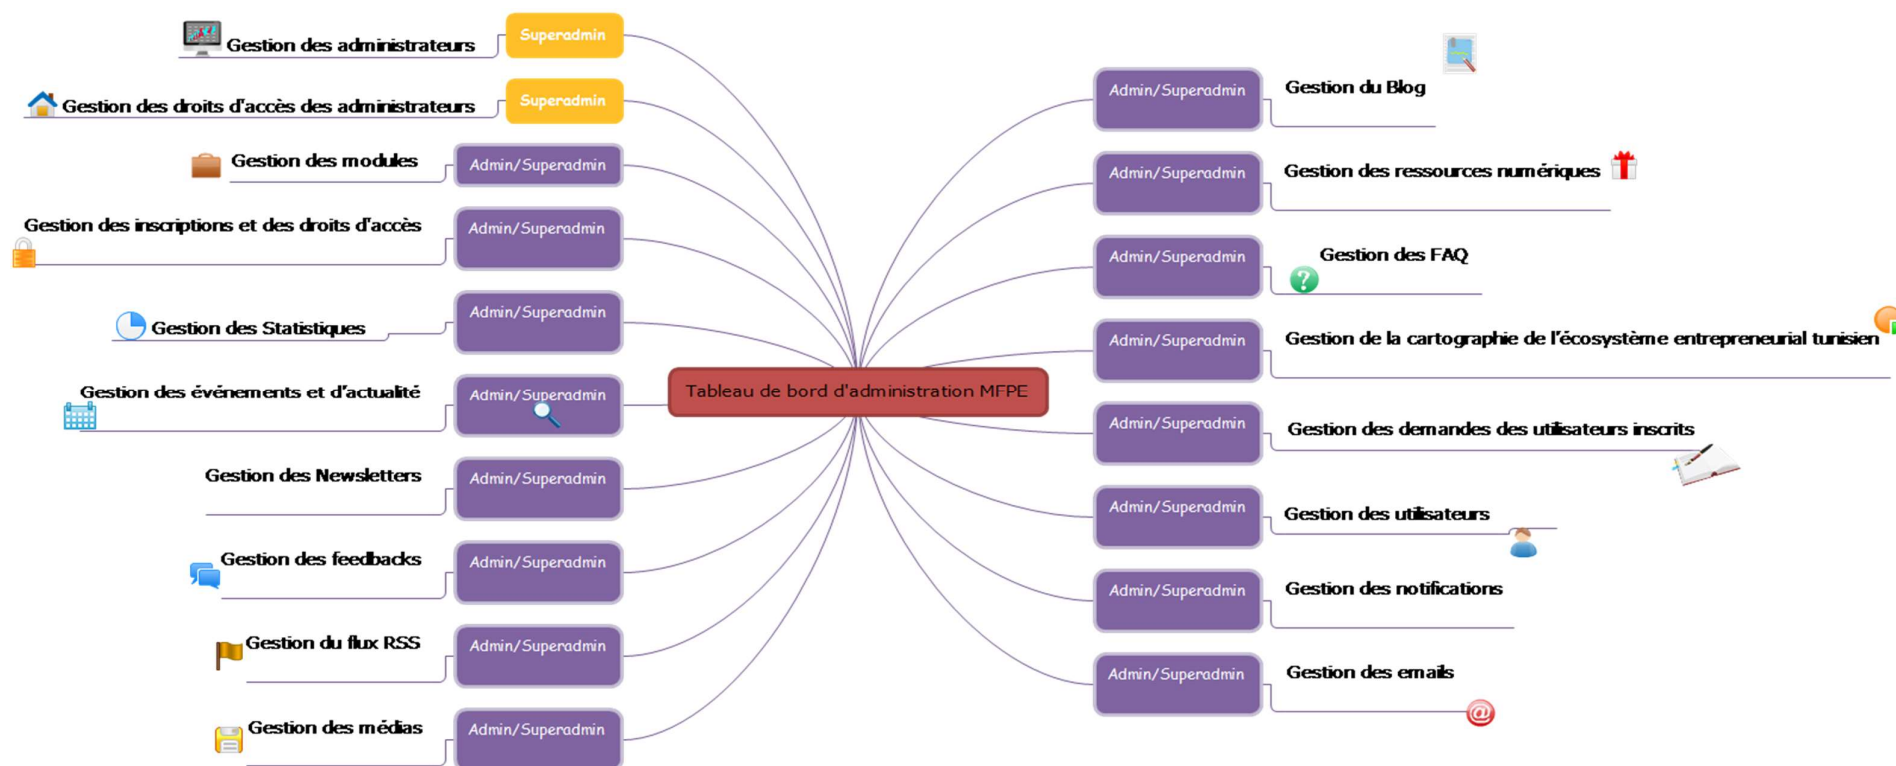 Gestion des administrateurs
Superadmin
Gestion des droits d'accès des administrateurs
Superadmin
Gestion des modules
Admin/Superadmin
Gestion des inscriptions et des droits d'accès
Admin/Superadmin
Gestion des Statistiques
Admin/Superadmin
Gestion des événements et d'actualité
Admin/Superadmin
Gestion des Newsletters
Admin/Superadmin
Gestion des feedbacks
Admin/Superadmin
Gestion du flux RSS
Admin/Superadmin
Gestion des médias
Admin/Superadmin
Tableau de bord d'administration MFPE
Admin/Superadmin
Gestion du Blog
Admin/Superadmin
Gestion des ressources numériques
Admin/Superadmin
Gestion des FAQ
Admin/Superadmin
Gestion de la cartographie de l'écosystème entrepreneurial tunisien
Admin/Superadmin
Gestion des demandes des utilisateurs inscrits
Admin/Superadmin
Gestion des utilisateurs
Admin/Superadmin
Gestion des notifications
Admin/Superadmin
Gestion des emails